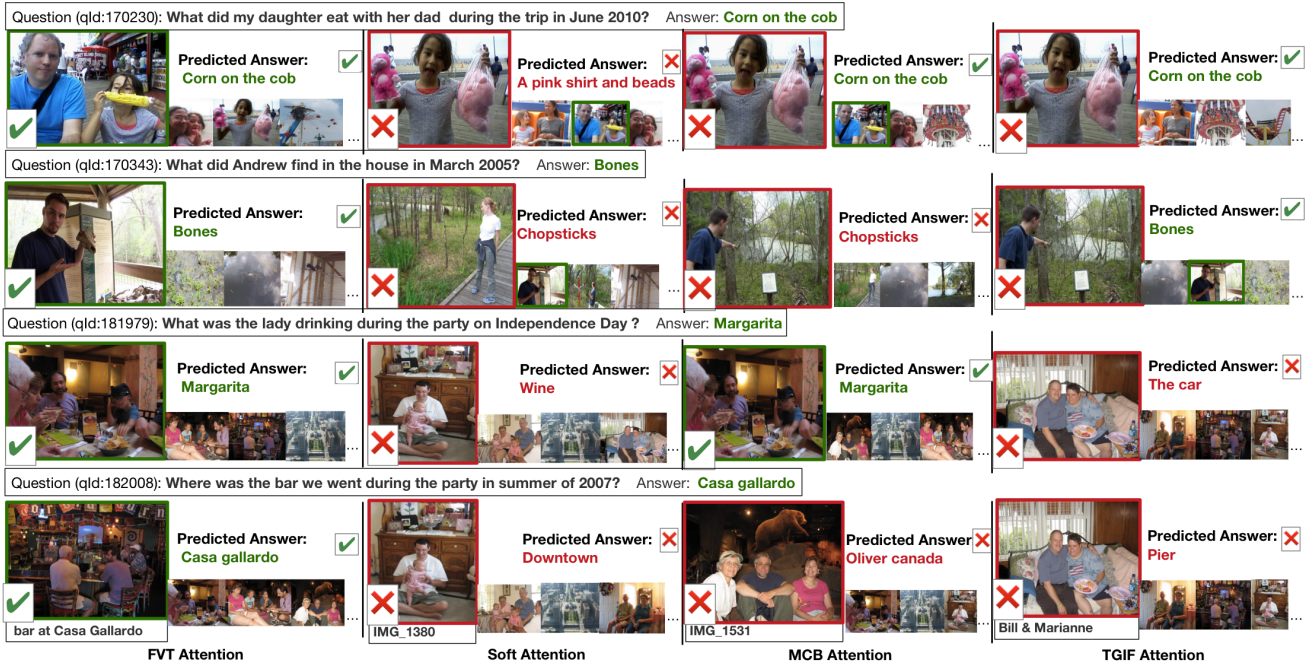 Question (qId:170230): What did my daughter eat with her dad during the trip in June 2010? Answer: Corn on the cob
Predicted Answer:
Corn on the cob
...
Predicted Answer:
A pink shirt and beads
...
Predicted Answer:
Corn on the cob
...
Predicted Answer:
Corn on the cob
...
Question (qId:170343): What did Andrew find in the house in March 2005? Answer: Bones
Predicted Answer:
Bones
...
Predicted Answer:
Chopsticks
...
Predicted Answer:
Chopsticks
...
Predicted Answer:
Bones
...
Question (qId:181979): What was the lady drinking during the party on Independence Day ? Answer: Margarita
Predicted Answer:
Margarita
...
Predicted Answer:
Wine
...
Predicted Answer:
Margarita
...
Predicted Answer:
The car
...
Question (qId:182008): Where was the bar we went during the party in summer of 2007? Answer: Casa gallardo
Predicted Answer:
Casa gallardo
...
bar at Casa Gallardo
Predicted Answer:
Downtown
...
IMG_1380
Predicted Answer:
Oliver canada
...
IMG_1531
Predicted Answer:
Pier
...
Bill & Marianne
FVT Attention
Soft Attention
MCB Attention
TGIF Attention